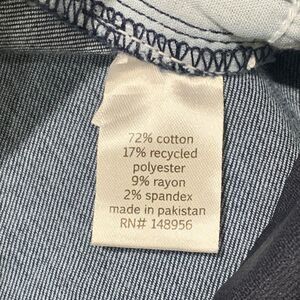 72% cotton
17% recycled
polyester
9% rayon
2% spandex
made in pakistan
RN# 148956